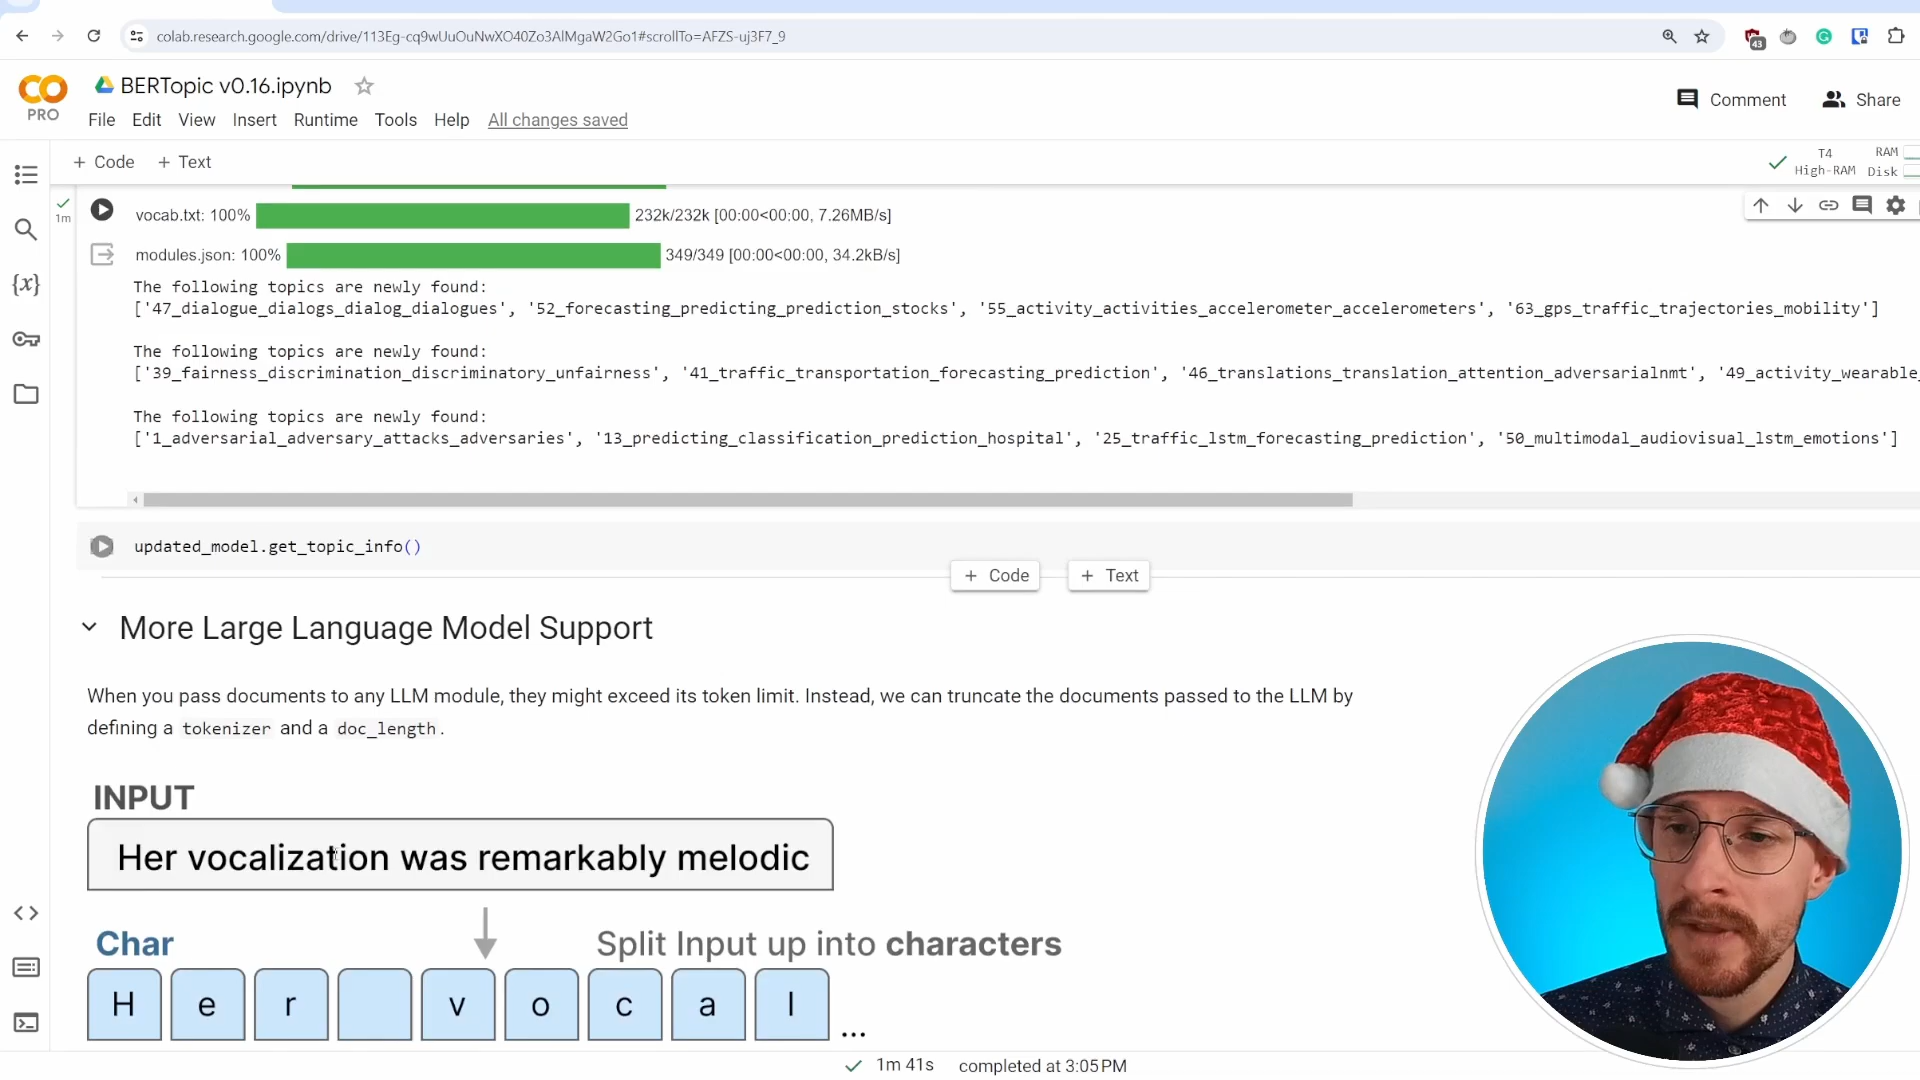 colab.research.google.com/drive/113Eg-cq9wUuOuNwXO40Zo3AlMgaW2Go1#scrollTo=AFZS-uj3F7_9
43
CO
PRO
BERTopic v0.16.ipynb
File Edit View Insert Runtime Tools Help All changes saved
Comment Share
+ Code + Text
T4
High-RAM
RAM
Disk
1m
vocab.txt: 100% 232k/232k [00:00<00:00, 7.26MB/s]
modules.json: 100% 349/349 [00:00<00:00, 34.2kB/s]
The following topics are newly found:
['47_dialogue_dialogs_dialog_dialogues', '52_forecasting_predicting_prediction_stocks', '55_activity_activities_accelerometer_accelerometers', '63_gps_traffic_trajectories_mobility']
The following topics are newly found:
['39_fairness_discrimination_discriminatory_unfairness', '41_traffic_transportation_forecasting_prediction', '46_translations_translation_attention_adversarialnmt', '49_activity_wearable_
The following topics are newly found:
['1_adversarial_adversary_attacks_adversaries', '13_predicting_classification_prediction_hospital', '25_traffic_lstm_forecasting_prediction', '50_multimodal_audiovisual_lstm_emotions']
updated_model.get_topic_info()
+ Code + Text
More Large Language Model Support
When you pass documents to any LLM module, they might exceed its token limit. Instead, we can truncate the documents passed to the LLM by
defining a tokenizer and a doc_length.
INPUT
Her vocalization was remarkably melodic
Char Split Input up into characters
H e r v o c a l ...
1m 41s completed at 3:05 PM